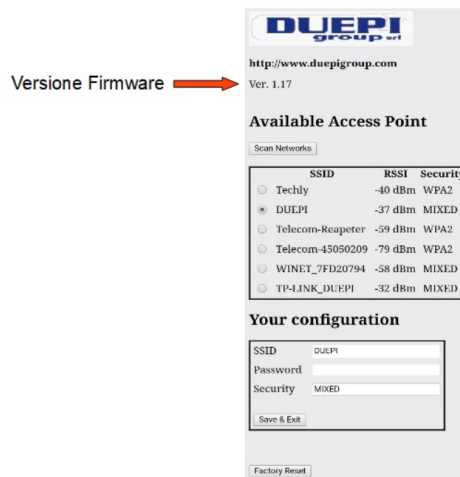 DUEPI
group srl
http://www.duepigroup.com
Versione Firmware
Ver. 1.17
Available Access Point
Scan Networks
SSID RSSI Security
Techly -40 dBm WPA2
DUEPI -37 dBm MIXED
Telecom-Reapeter -59 dBm WPA2
Telecom-45050209 -79 dBm WPA2
WINET_7FD20794 -58 dBm MIXED
TP-LINK_DUEPI -32 dBm MIXED
Your configuration
SSID DUEPI
Password
Security MIXED
Save & Exit
Factory Reset